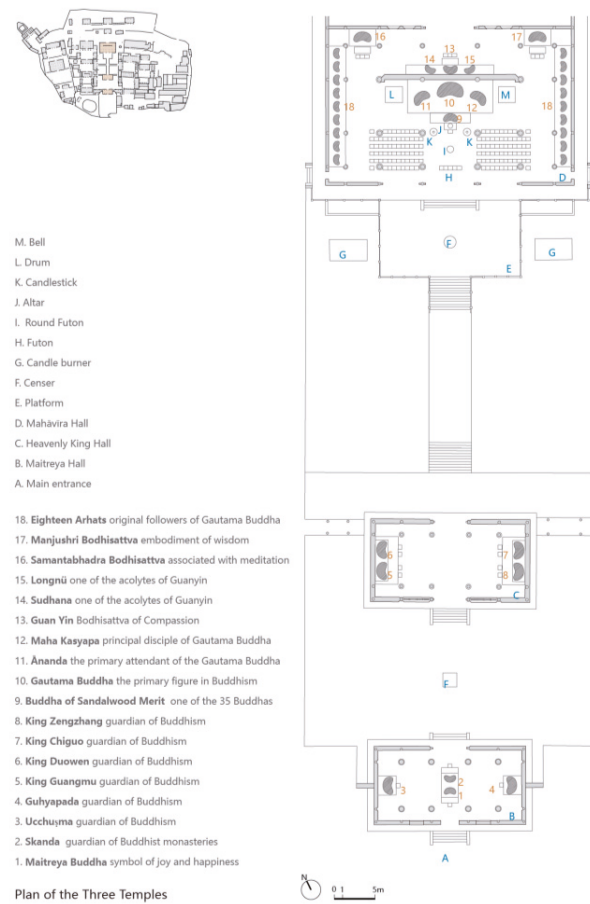 M. Bell
L. Drum
K. Candlestick
J. Altar
I. Round Futon
H. Futon
G. Candle burner
F. Censer
E. Platform
D. Mahāvira Hall
C. Heavenly King Hall
B. Maitreya Hall
A. Main entrance
18. Eighteen Arhats original followers of Gautama Buddha
17. Manjushri Bodhisattva embodiment of wisdom
16. Samantabhadra Bodhisattva associated with meditation
15. Longnü one of the acolytes of Guanyin
14. Sudhana one of the acolytes of Guanyin
13. Guan Yin Bodhisattva of Compassion
12. Maha Kasyapa principal disciple of Gautama Buddha
11. Ānanda the primary attendant of the Gautama Buddha
10. Gautama Buddha the primary figure in Buddhism
9. Buddha of Sandalwood Merit one of the 35 Buddhas
8. King Zengzhang guardian of Buddhism
7. King Chiguo guardian of Buddhism
6. King Duowen guardian of Buddhism
5. King Guangmu guardian of Buddhism
4. Guhyapada guardian of Buddhism
3. Ucchuṣma guardian of Buddhism
2. Skanda guardian of Buddhist monasteries
1. Maitreya Buddha symbol of joy and happiness
Plan of the Three Temples
16 17
13
14 15
L M
11 10 12
18 18
9
J
K K
I
H
D
G F G
E
6 7
5 8
C
F
2
3 4
1
B
A
N
0 1 5m